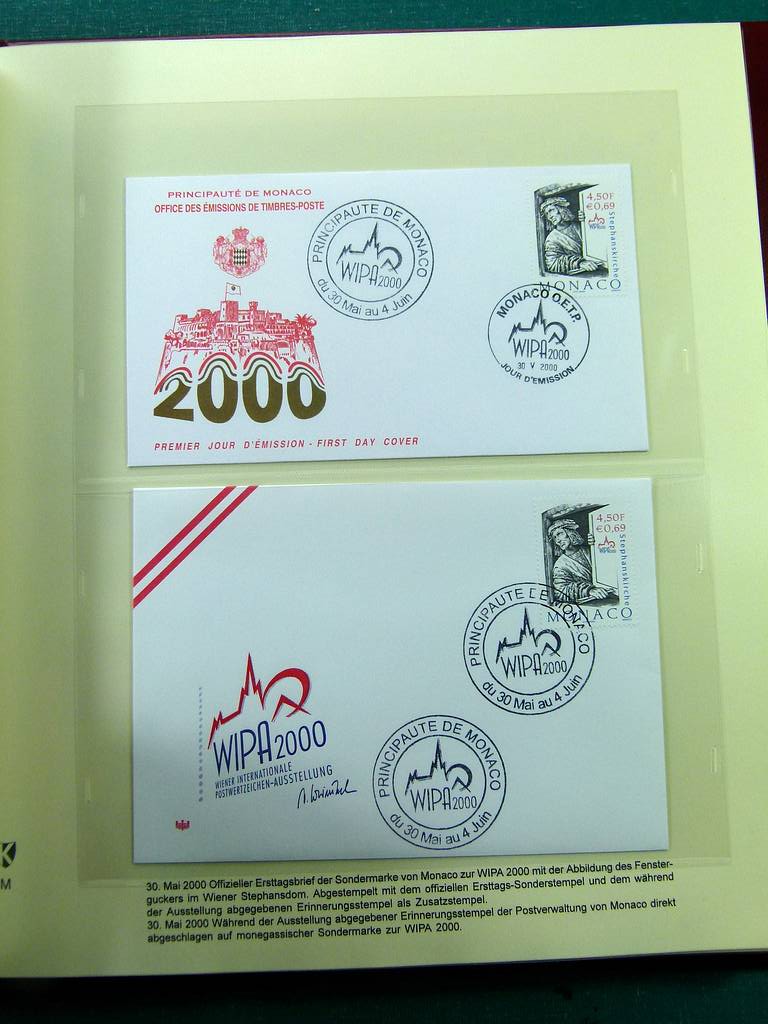 PRINCIPAUTÉ DE MONACO
OFFICE DES ÉMISSIONS DE TIMBRES-POSTE
2000
PREMIER JOUR D'ÉMISSION - FIRST DAY COVER
PRINCIPAUTE DE MONACO
WIPA2000
du 30 Mai au 4 Juin
4,50F
€0,69
Stephanskirche
MONACO
MONACO O.E.T.P.
WIPA2000
30 V 2000
JOUR D'EMISSION
4,50F
€0,69
Stephanskirche
MONACO
PRINCIPAUTE DE MONACO
WIPA2000
du 30 Mai au 4 Juin
WIPA2000
WIENER INTERNATIONALE
POSTWERTZEICHEN-AUSSTELLUNG
PRINCIPAUTE DE MONACO
WIPA2000
du 30 Mai au 4 Juin
K
M
30. Mai 2000 Offizieller Ersttagsbrief der Sondermarke von Monaco zur WIPA 2000 mit der Abbildung des Fenster-
guckers im Wiener Stephansdom. Abgestempelt mit dem offiziellen Ersttags-Sonderstempel und dem während
der Ausstellung abgegebenen Erinnerungsstempel als Zusatzstempel.
30. Mai 2000 Während der Ausstellung abgegebener Erinnerungsstempel der Postverwaltung von Monaco direkt
abgeschlagen auf monegassischer Sondermarke zur WIPA 2000.